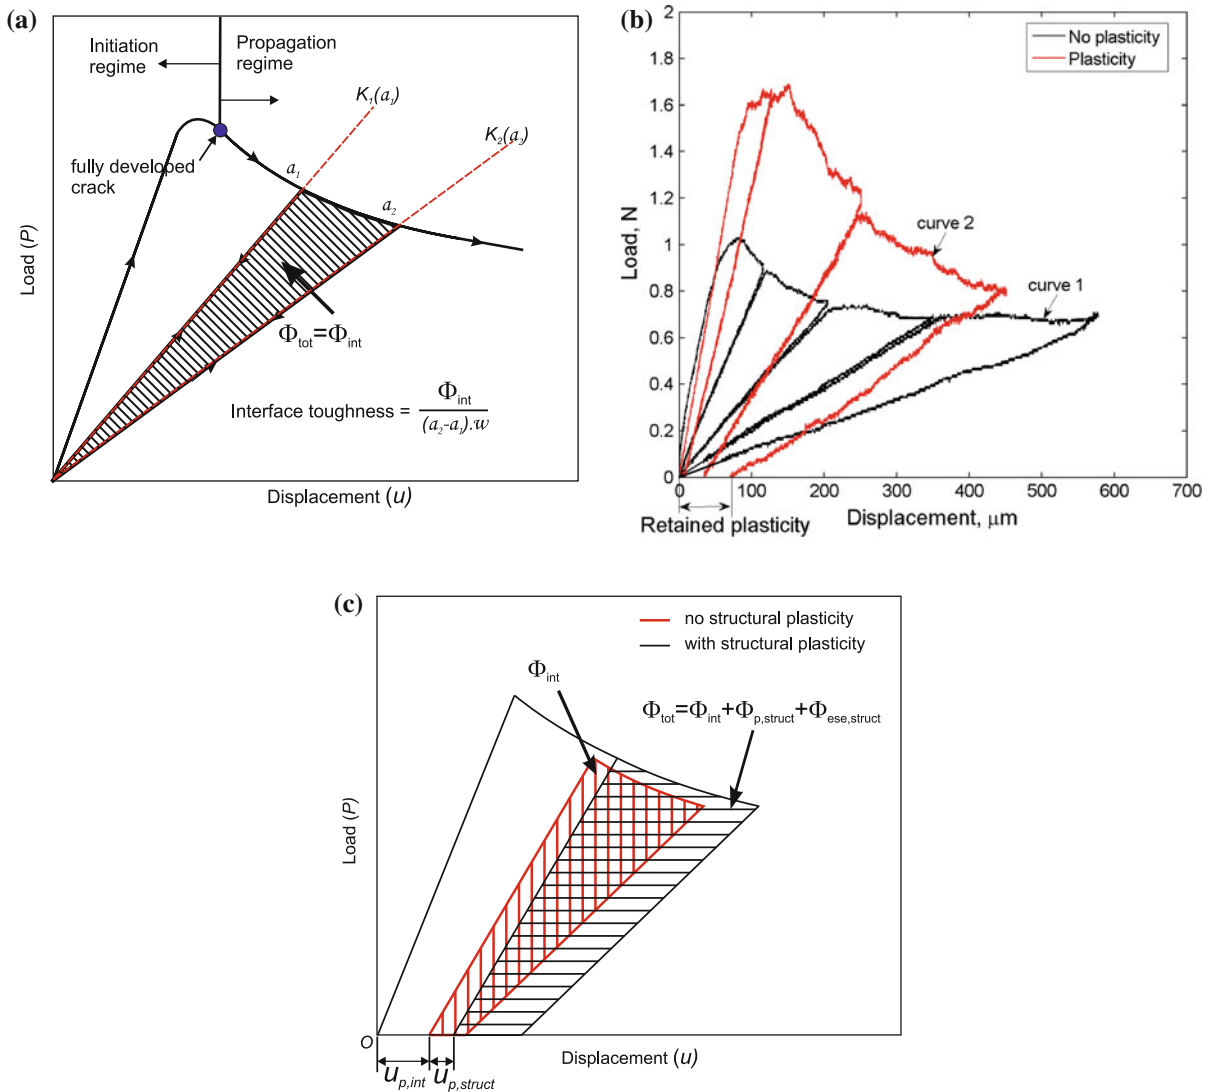 (a)
Initiation
regime
Propagation
regime
K1(a1)
K2(a2)
fully developed
crack
a1
a2
Load (P)
Φtot=Φint
Interface toughness = Φint
(a2-a1).w
Displacement (u)
(b)
2
1.8
1.6
1.4
1.2
1
0.8
0.6
0.4
0.2
0
Load, N
No plasticity
Plasticity
curve 2
curve 1
0 100 200 300 400 500 600 700
Retained plasticity
Displacement, μm
(c)
no structural plasticity
with structural plasticity
Φint
Φtot=Φint+Φp,struct+Φese,struct
Load (P)
O
Displacement (u)
up,int
up,struct